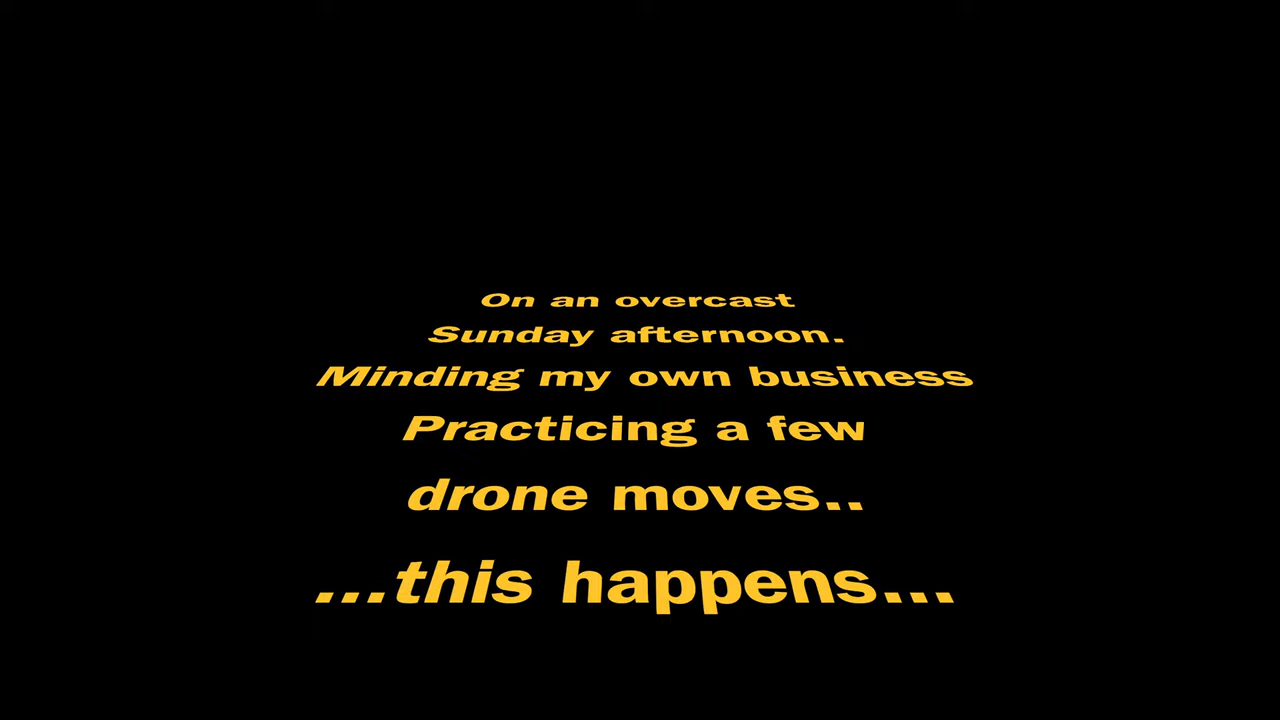 On an overcast
Sunday afternoon.
Minding my own business
Practicing a few
drone moves..
...this happens...